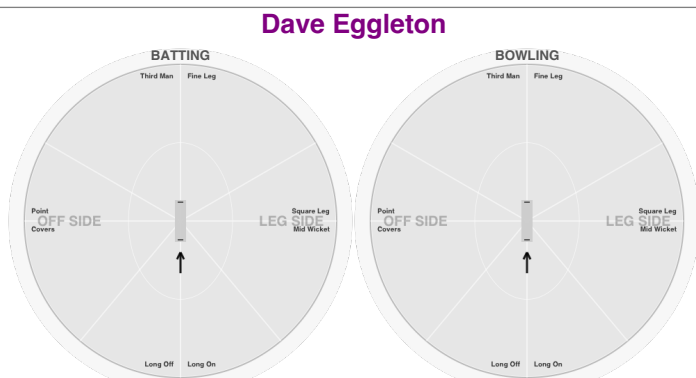 Dave Eggleton
BATTING
Third Man Fine Leg
Point
OFF SIDE
Covers
Square Leg
LEG SIDE
Mid Wicket
Long Off Long On
BOWLING
Third Man Fine Leg
Point
OFF SIDE
Covers
Square Leg
LEG SIDE
Mid Wicket
Long Off Long On